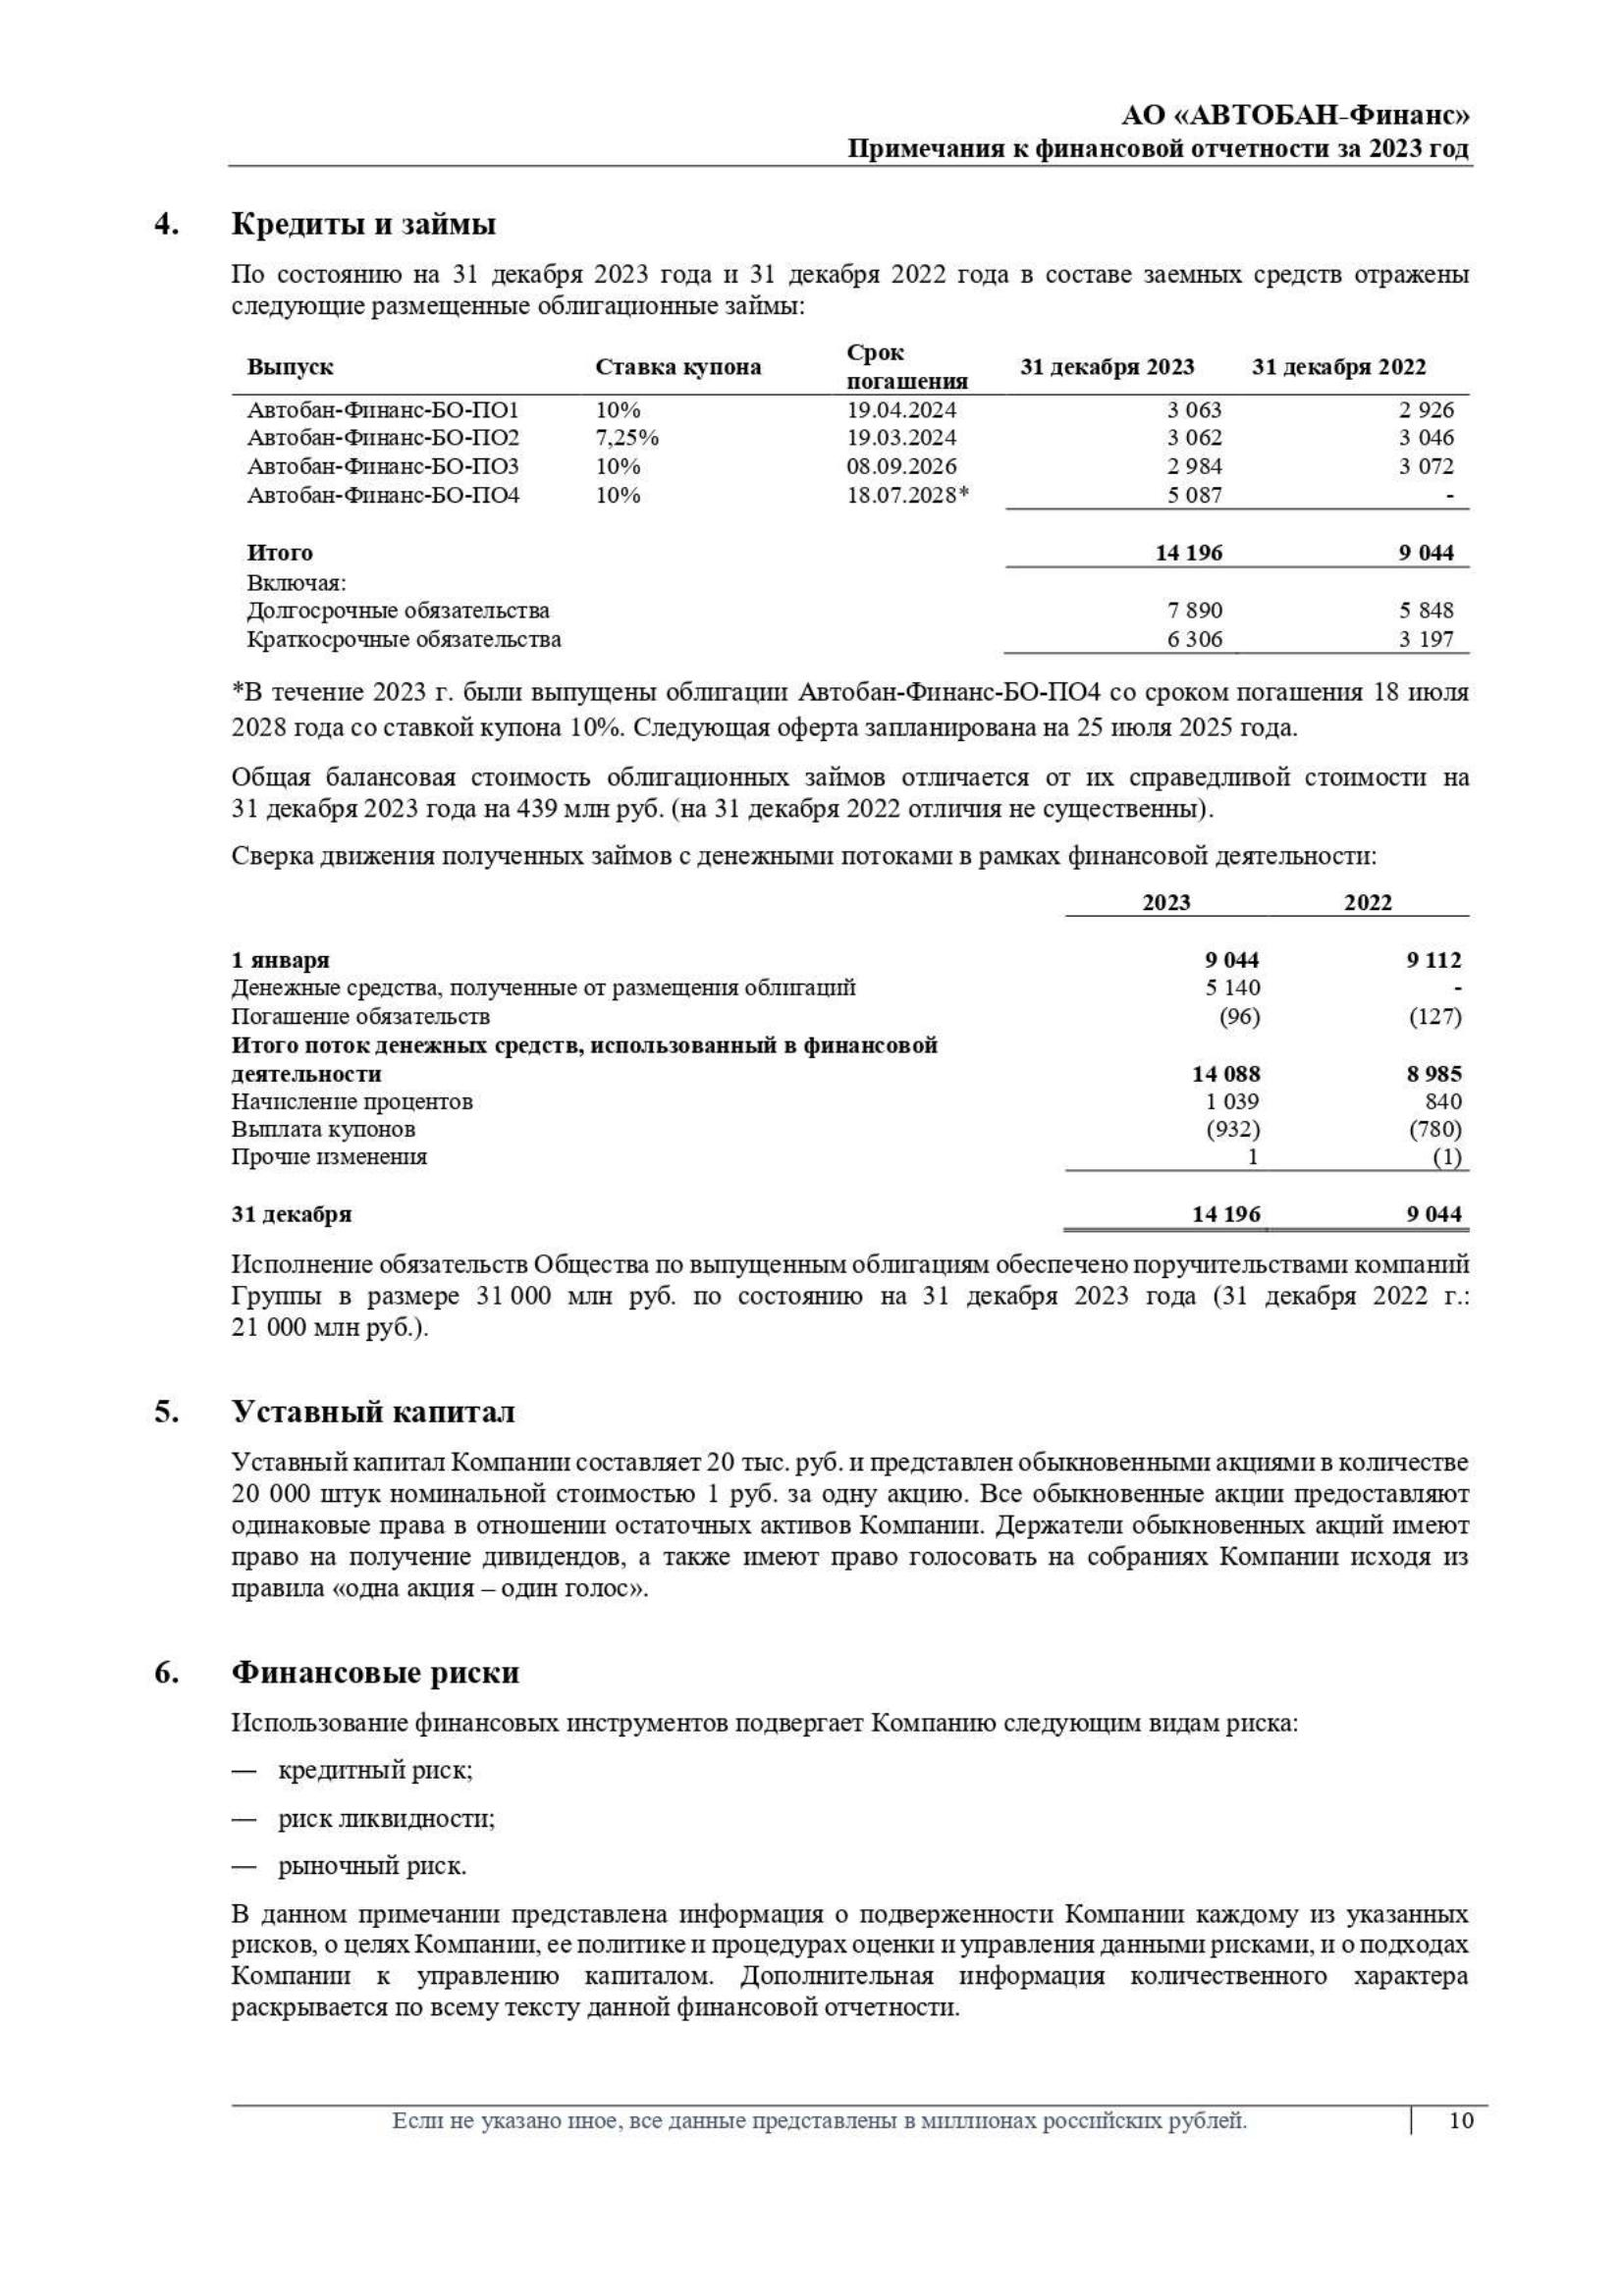 АО «АВТОБАН-Финанс»
Примечания к финансовой отчетности за 2023 год
4. Кредиты и займы
По состоянию на 31 декабря 2023 года и 31 декабря 2022 года в составе заемных средств отражены
следующие размещенные облигационные займы:
Выпуск Ставка купона Срок погашения 31 декабря 2023 31 декабря 2022
Автобан-Финанс-БО-ПО1 10% 19.04.2024 3 063 2 926
Автобан-Финанс-БО-ПО2 7,25% 19.03.2024 3 062 3 046
Автобан-Финанс-БО-ПО3 10% 08.09.2026 2 984 3 072
Автобан-Финанс-БО-ПО4 10% 18.07.2028* 5 087 -
Итого 14 196 9 044
Включая:
Долгосрочные обязательства 7 890 5 848
Краткосрочные обязательства 6 306 3 197
*В течение 2023 г. были выпущены облигации Автобан-Финанс-БО-ПО4 со сроком погашения 18 июля
2028 года со ставкой купона 10%. Следующая оферта запланирована на 25 июля 2025 года.
Общая балансовая стоимость облигационных займов отличается от их справедливой стоимости на
31 декабря 2023 года на 439 млн руб. (на 31 декабря 2022 отличия не существенны).
Сверка движения полученных займов с денежными потоками в рамках финансовой деятельности:
2023 2022
1 января 9 044 9 112
Денежные средства, полученные от размещения облигаций 5 140 -
Погашение обязательств (96) (127)
Итого поток денежных средств, использованный в финансовой
деятельности 14 088 8 985
Начисление процентов 1 039 840
Выплата купонов (932) (780)
Прочие изменения 1 (1)
31 декабря 14 196 9 044
Исполнение обязательств Общества по выпущенным облигациям обеспечено поручительствами компаний
Группы в размере 31 000 млн руб. по состоянию на 31 декабря 2023 года (31 декабря 2022 г.:
21 000 млн руб.).
5. Уставный капитал
Уставный капитал Компании составляет 20 тыс. руб. и представлен обыкновенными акциями в количестве
20 000 штук номинальной стоимостью 1 руб. за одну акцию. Все обыкновенные акции предоставляют
одинаковые права в отношении остаточных активов Компании. Держатели обыкновенных акций имеют
право на получение дивидендов, а также имеют право голосовать на собраниях Компании исходя из
правила «одна акция – один голос».
6. Финансовые риски
Использование финансовых инструментов подвергает Компанию следующим видам риска:
— кредитный риск;
— риск ликвидности;
— рыночный риск.
В данном примечании представлена информация о подверженности Компании каждому из указанных
рисков, о целях Компании, ее политике и процедурах оценки и управления данными рисками, и о подходах
Компании к управлению капиталом. Дополнительная информация количественного характера
раскрывается по всему тексту данной финансовой отчетности.
Если не указано иное, все данные представлены в миллионах российских рублей. 10